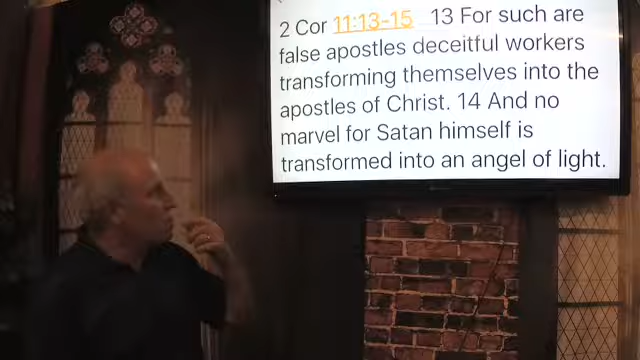 2 Cor 11:13-15 13 For such are
false apostles deceitful workers
transforming themselves into the
apostles of Christ. 14 And no
marvel for Satan himself is
transformed into an angel of light.